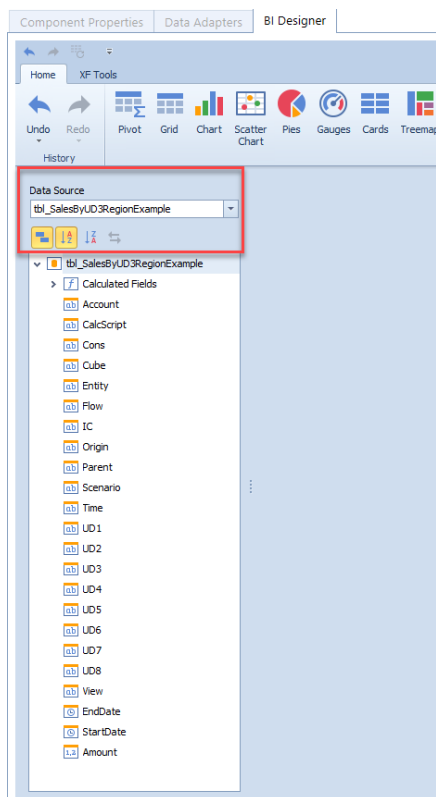 Component Properties Data Adapters BI Designer
Home XF Tools
Undo Redo Pivot Grid Chart Scatter Chart Pies Gauges Cards Treemap
History
Data Source
tbl_SalesByUD3RegionExample
tbl_SalesByUD3RegionExample
Calculated Fields
Account
CalcScript
Cons
Cube
Entity
Flow
IC
Origin
Parent
Scenario
Time
UD1
UD2
UD3
UD4
UD5
UD6
UD7
UD8
View
EndDate
StartDate
Amount